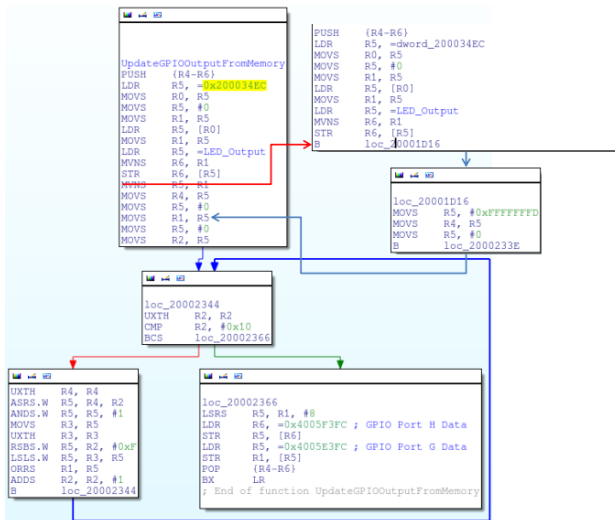 UpdateGPIOOutputFromMemory
PUSH {R4-R6}
LDR R5, =0x200034EC
MOVS R0, R5
MOVS R5, #0
MOVS R1, R5
LDR R5, [R0]
MOVS R1, R5
LDR R5, =LED_Output
MVNS R6, R1
STR R6, [R5]
MVNS R5, R1
MOVS R4, R5
MOVS R5, #0
MOVS R1, R5
MOVS R5, #0
MOVS R2, R5
PUSH {R4-R6}
LDR R5, =dword_200034EC
MOVS R0, R5
MOVS R5, #0
MOVS R1, R5
LDR R5, [R0]
MOVS R1, R5
LDR R5, =LED_Output
MVNS R6, R1
STR R6, [R5]
B loc_20001D16
loc_20001D16
MOVS R5, #0xFFFFFFFD
MOVS R4, R5
MOVS R5, #0
B loc_2000233E
loc_20002344
UXTH R2, R2
CMP R2, #0x10
BCS loc_20002366
UXTH R4, R4
ASRS.W R5, R4, R2
ANDS.W R5, R5, #1
MOVS R3, R5
UXTH R3, R3
RSBS.W R5, R2, #0xF
LSLS.W R5, R3, R5
ORRS R1, R5
ADDS R2, R2, #1
B loc_20002344
loc_20002366
LSRS R5, R1, #8
LDR R6, =0x4005F3FC ; GPIO Port H Data
STR R5, [R6]
LDR R5, =0x4005E3FC ; GPIO Port G Data
STR R1, [R5]
POP {R4-R6}
BX LR
; End of function UpdateGPIOOutputFromMemory